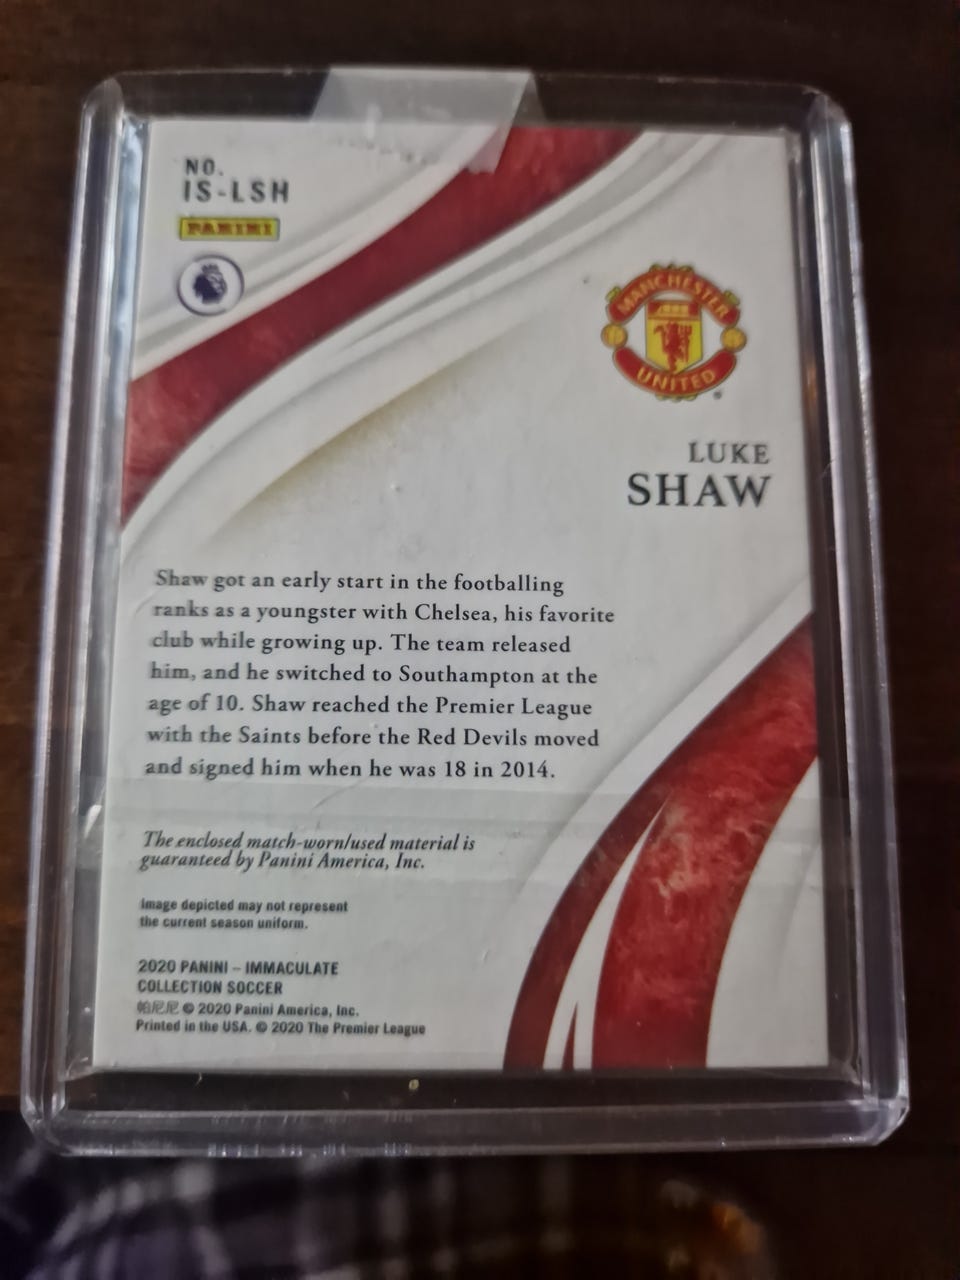 NO.
IS-LSH
PANINI
MANCHESTER
UNITED
LUKE
SHAW
Shaw got an early start in the footballing
ranks as a youngster with Chelsea, his favorite
club while growing up. The team released
him, and he switched to Southampton at the
age of 10. Shaw reached the Premier League
with the Saints before the Red Devils moved
and signed him when he was 18 in 2014.
The enclosed match-worn/used material is
guaranteed by Panini America, Inc.
Image depicted may not represent
the current season uniform.
2020 PANINI – IMMACULATE
COLLECTION SOCCER
帕尼尼 © 2020 Panini America, Inc.
Printed in the USA. © 2020 The Premier League